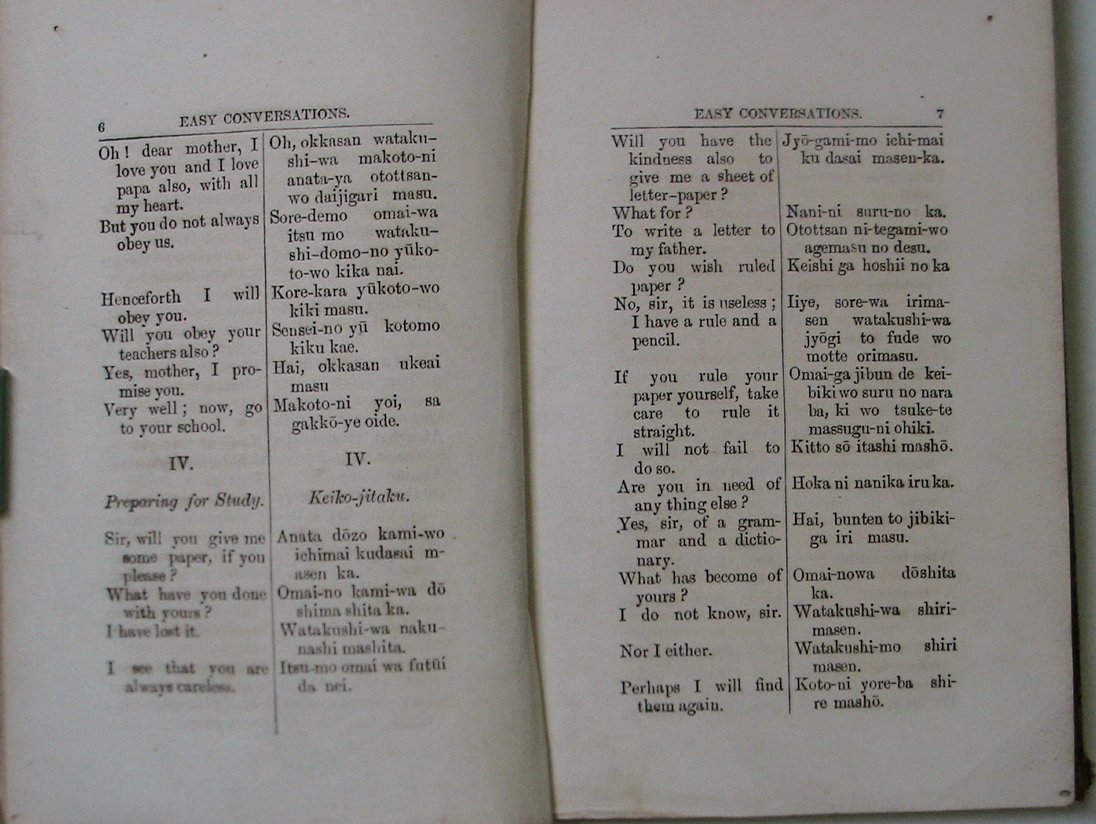 6 EASY CONVERSATIONS.
Oh! dear mother, I
love you and I love
papa also, with all
my heart.
But you do not always
obey us.
Henceforth I will
obey you.
Will you obey your
teachers also?
Yes, mother, I pro-
mise you.
Very well; now, go
to your school.
IV.
Preparing for Study.
Sir, will you give me
some paper, if you
please?
What have you done
with yours?
I have lost it.
I see that you are
always careless.
Oh, okkasan wataku-
shi-wa makoto-ni
anata-ya otottsan-
wo daijigari masu.
Sore-demo omai-wa
itsu mo wataku-
shi-domo-no yūko-
to-wo kika nai.
Kore-kara yūkoto-wo
kiki masu.
Sensei-no yū kotomo
kiku kae.
Hai, okkasan ukeai
masu
Makoto-ni yoi, sa
gakkō-ye oide.
IV.
Keiko-jitaku.
Anata dōzo kami-wo
ichimai kudasai m-
asen ka.
Omai-no kami-wa dō
shima shita ka.
Watakushi-wa naku-
nashi mashita.
Itsu-mo omai wa futūi
da nei.
EASY CONVERSATIONS. 7
Will you have the
kindness also to
give me a sheet of
letter-paper?
What for?
To write a letter to
my father.
Do you wish ruled
paper?
No, sir, it is useless;
I have a rule and a
pencil.
If you rule your
paper yourself, take
care to rule it
straight.
I will not fail to
do so.
Are you in need of
any thing else?
Yes, sir, of a gram-
mar and a dictio-
nary.
What has become of
yours?
I do not know, sir.
Nor I either.
Perhaps I will find
them again.
Jyō-gami-mo ichi-mai
ku dasai masen-ka.
Nani-ni suru-no ka.
Otottsan ni-tegami-wo
agemasu no desu.
Keishi ga hoshii no ka
Iiye, sore-wa irima-
sen watakushi-wa
jyōgi to fude wo
motte orimasu.
Omai-ga jibun de kei-
biki wo suru no nara
ba, ki wo tsuke-te
massugu-ni ohiki.
Kitto sō itashi mashō.
Hoka ni nanika iru ka.
Hai, bunten to jibiki-
ga iri masu.
Omai-nowa dōshita
ka.
Watakushi-wa shiri-
masen.
Watakushi-mo shiri
masen.
Koto-ni yore-ba shi-
re mashō.